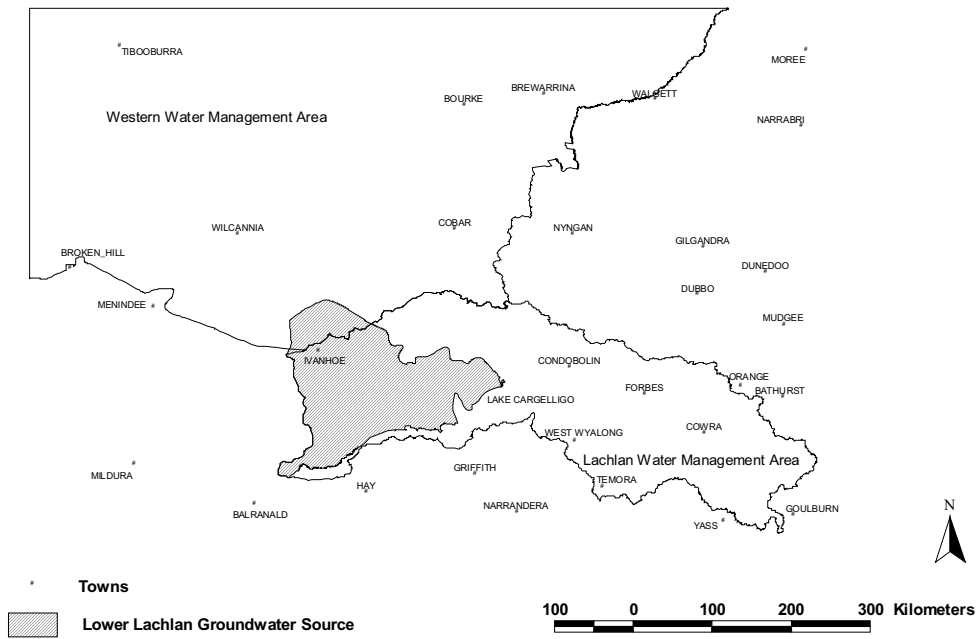 TIBOOBURRA
MOREE
BREWARRINA
BOURKE
WALGETT
Western Water Management Area
NARRABRI
WILCANNIA
COBAR
NYNGAN
GILGANDRA
BROKEN_HILL
DUNEDOO
DUBBO
MENINDEE
MUDGEE
IVANHOE
CONDOBOLIN
ORANGE
FORBES
BATHURST
LAKE CARGELLIGO
COWRA
WEST WYALONG
Lachlan Water Management Area
GRIFFITH
MILDURA
TEMORA
HAY
NARRANDERA
GOULBURN
BALRANALD
YASS
N
# Towns
Lower Lachlan Groundwater Source
100 0 100 200 300 Kilometers